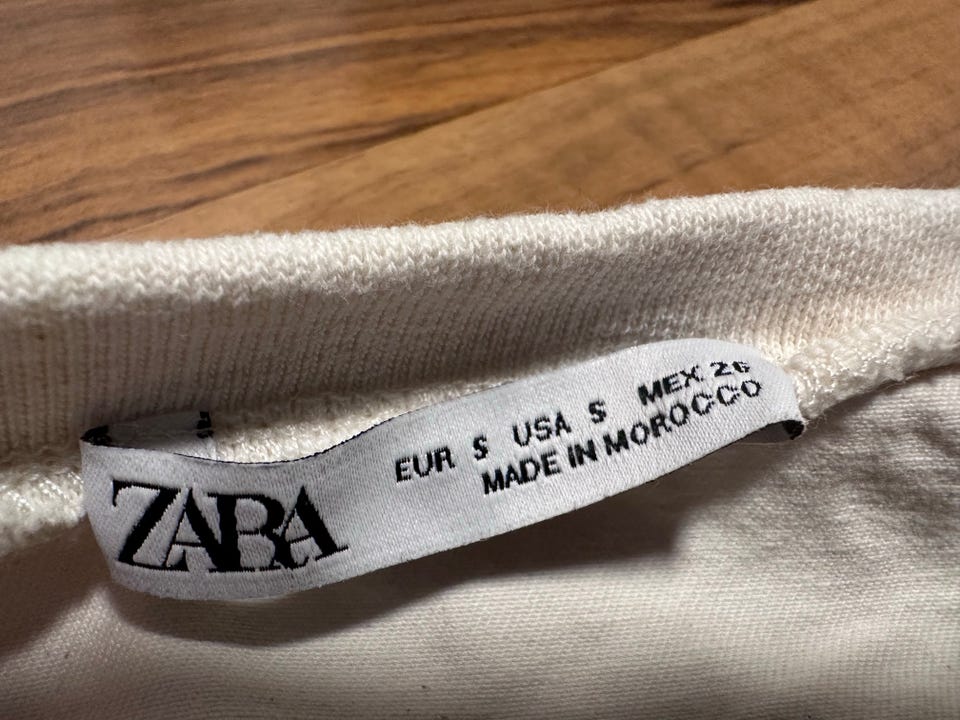 ZARA
EUR S USA S MEX 26
MADE IN MOROCCO